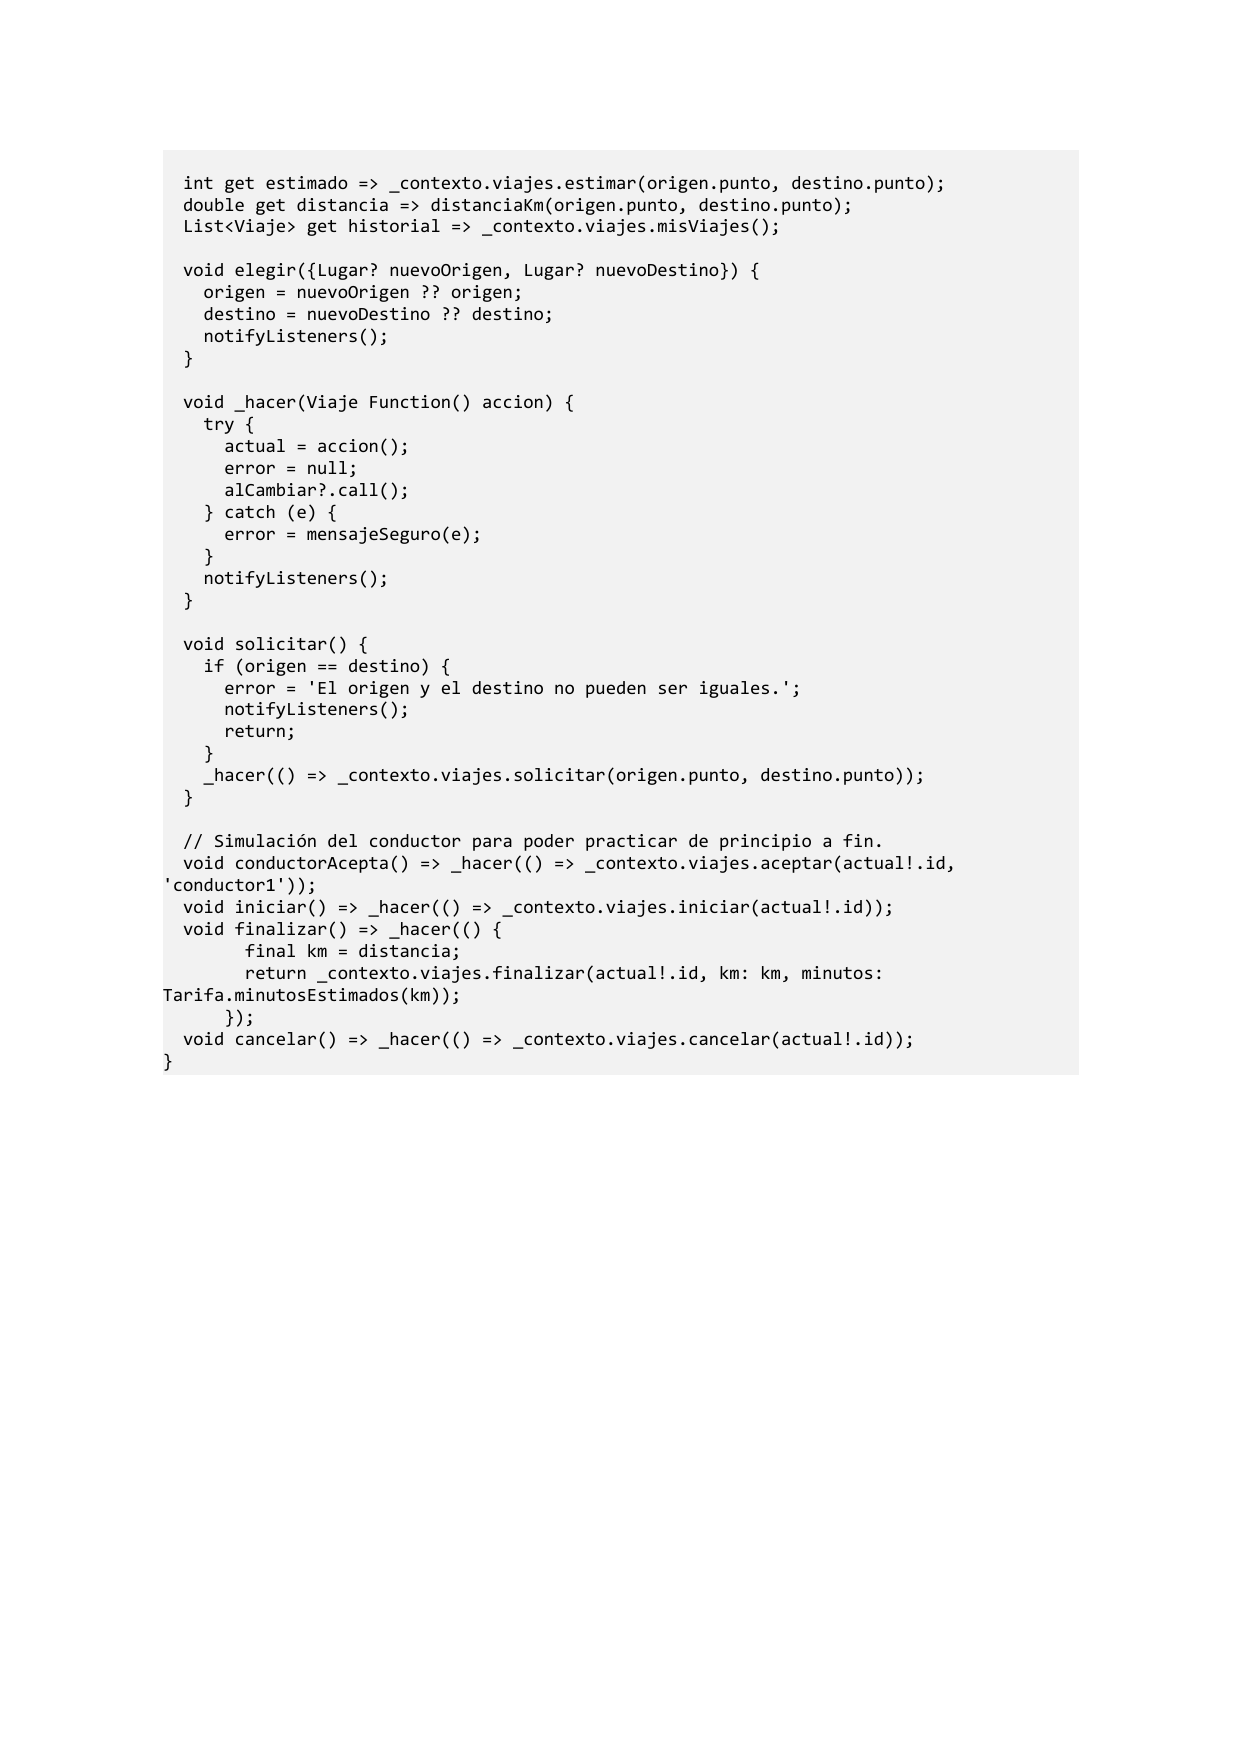 int get estimado => _contexto.viajes.estimar(origen.punto, destino.punto);
double get distancia => distanciaKm(origen.punto, destino.punto);
List<Viaje> get historial => _contexto.viajes.misViajes();
void elegir({Lugar? nuevoOrigen, Lugar? nuevoDestino}) {
origen = nuevoOrigen ?? origen;
destino = nuevoDestino ?? destino;
notifyListeners();
}
void _hacer(Viaje Function() accion) {
try {
actual = accion();
error = null;
alCambiar?.call();
} catch (e) {
error = mensajeSeguro(e);
}
notifyListeners();
}
void solicitar() {
if (origen == destino) {
error = 'El origen y el destino no pueden ser iguales.';
notifyListeners();
return;
}
_hacer(() => _contexto.viajes.solicitar(origen.punto, destino.punto));
}
// Simulación del conductor para poder practicar de principio a fin.
void conductorAcepta() => _hacer(() => _contexto.viajes.aceptar(actual!.id,
'conductor1'));
void iniciar() => _hacer(() => _contexto.viajes.iniciar(actual!.id));
void finalizar() => _hacer(() {
final km = distancia;
return _contexto.viajes.finalizar(actual!.id, km: km, minutos:
Tarifa.minutosEstimados(km));
});
void cancelar() => _hacer(() => _contexto.viajes.cancelar(actual!.id));
}